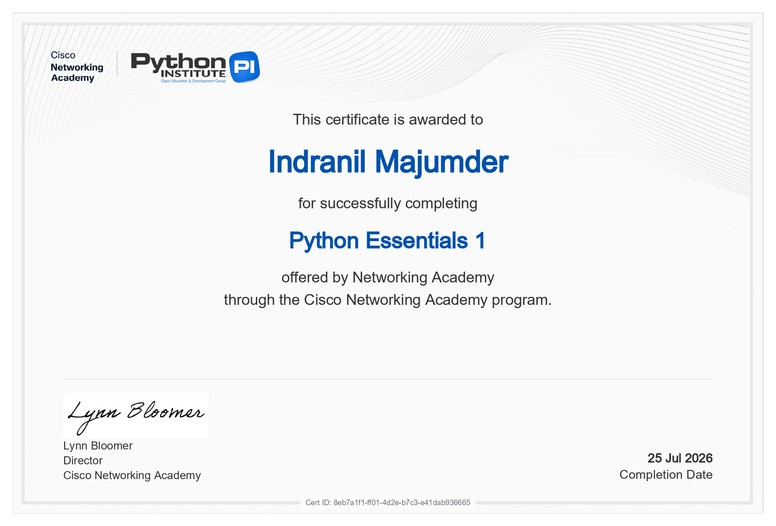 Cisco
Networking
Academy
Python
INSTITUTE
Open Education & Development Group
PI
This certificate is awarded to
Indranil Majumder
for successfully completing
Python Essentials 1
offered by Networking Academy
through the Cisco Networking Academy program.
Lynn Bloomer
Lynn Bloomer
Director
Cisco Networking Academy
25 Jul 2026
Completion Date
Cert ID: 8eb7a1f1-ff01-4d2e-b7c3-e41dab936665